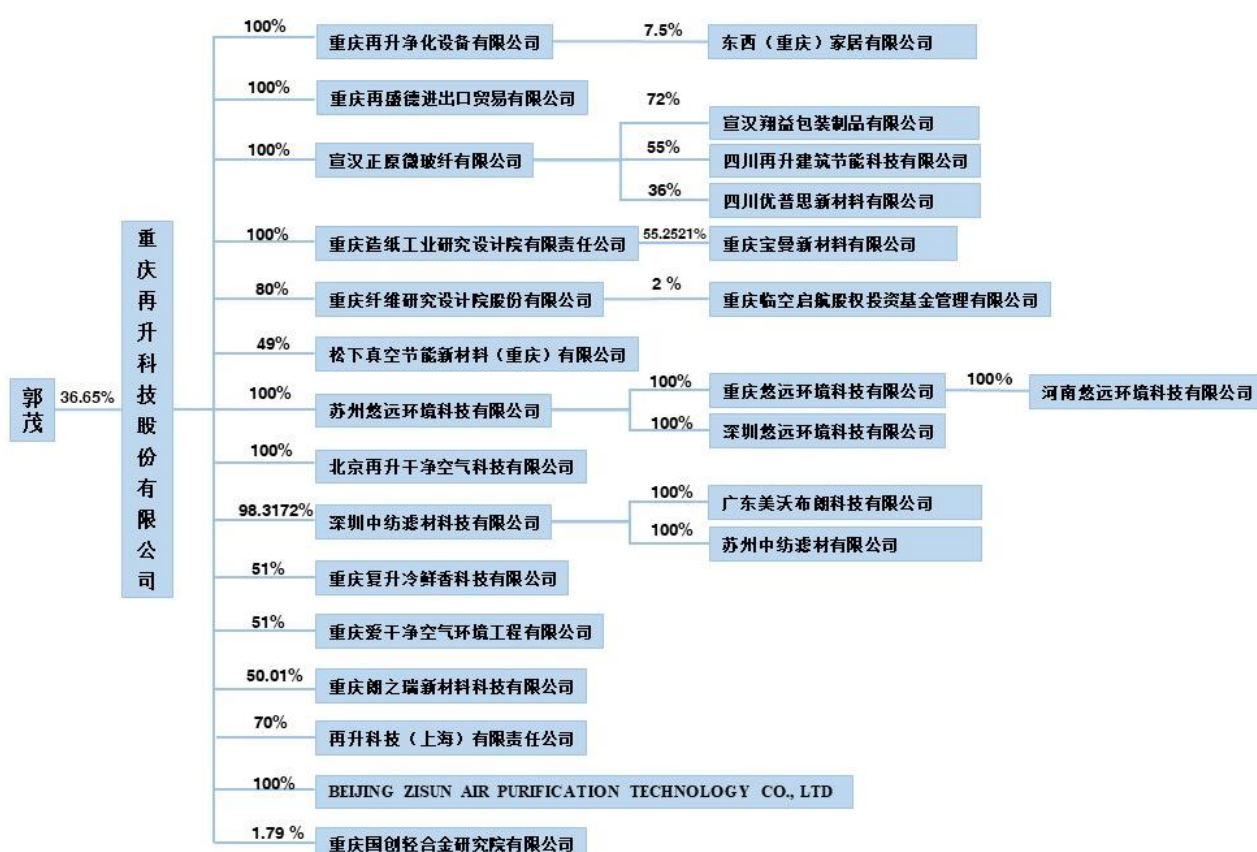 100%
重庆再升净化设备有限公司
7.5%
东西（重庆）家居有限公司
100%
重庆再盛德进出口贸易有限公司
72%
宣汉翔益包装制品有限公司
100%
宣汉正原微玻纤有限公司
55%
四川再升建筑节能科技有限公司
36%
四川优普思新材料有限公司
100%
重庆造纸工业研究设计院有限责任公司
55.2521%
重庆宝曼新材料有限公司
80%
重庆纤维研究设计院股份有限公司
2 %
重庆临空启航股权投资基金管理有限公司
49%
松下真空节能新材料（重庆）有限公司
郭茂
36.65%
重庆再升科技股份有限公司
100%
苏州悠远环境科技有限公司
100%
重庆悠远环境科技有限公司
100%
河南悠远环境科技有限公司
100%
深圳悠远环境科技有限公司
100%
北京再升干净空气科技有限公司
98.3172%
深圳中纺滤材科技有限公司
100%
广东美沃布朗科技有限公司
100%
苏州中纺滤材有限公司
51%
重庆复升冷鲜香科技有限公司
51%
重庆爱干净空气环境工程有限公司
50.01%
重庆朗之瑞新材料科技有限公司
70%
再升科技（上海）有限责任公司
100%
BEIJING ZISUN AIR PURIFICATION TECHNOLOGY CO., LTD
1.79 %
重庆国创轻合金研究院有限公司